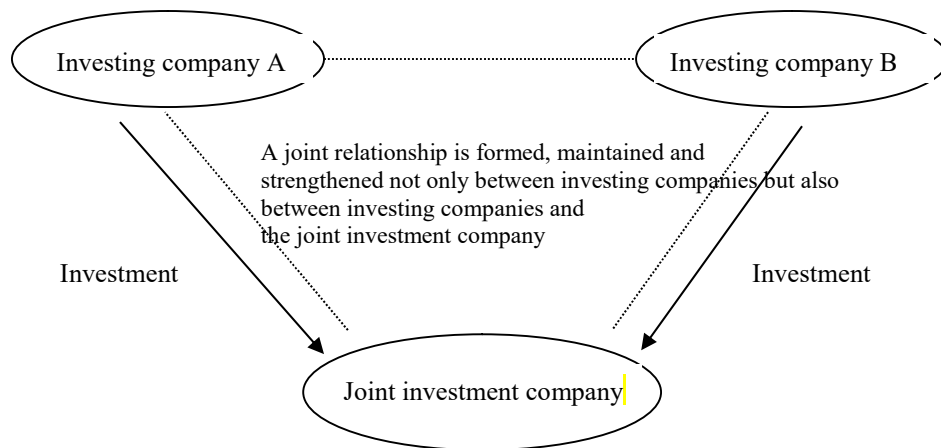 Investing company A
Investing company B
A joint relationship is formed, maintained and
strengthened not only between investing companies but also
between investing companies and
the joint investment company
Investment
Investment
Joint investment company